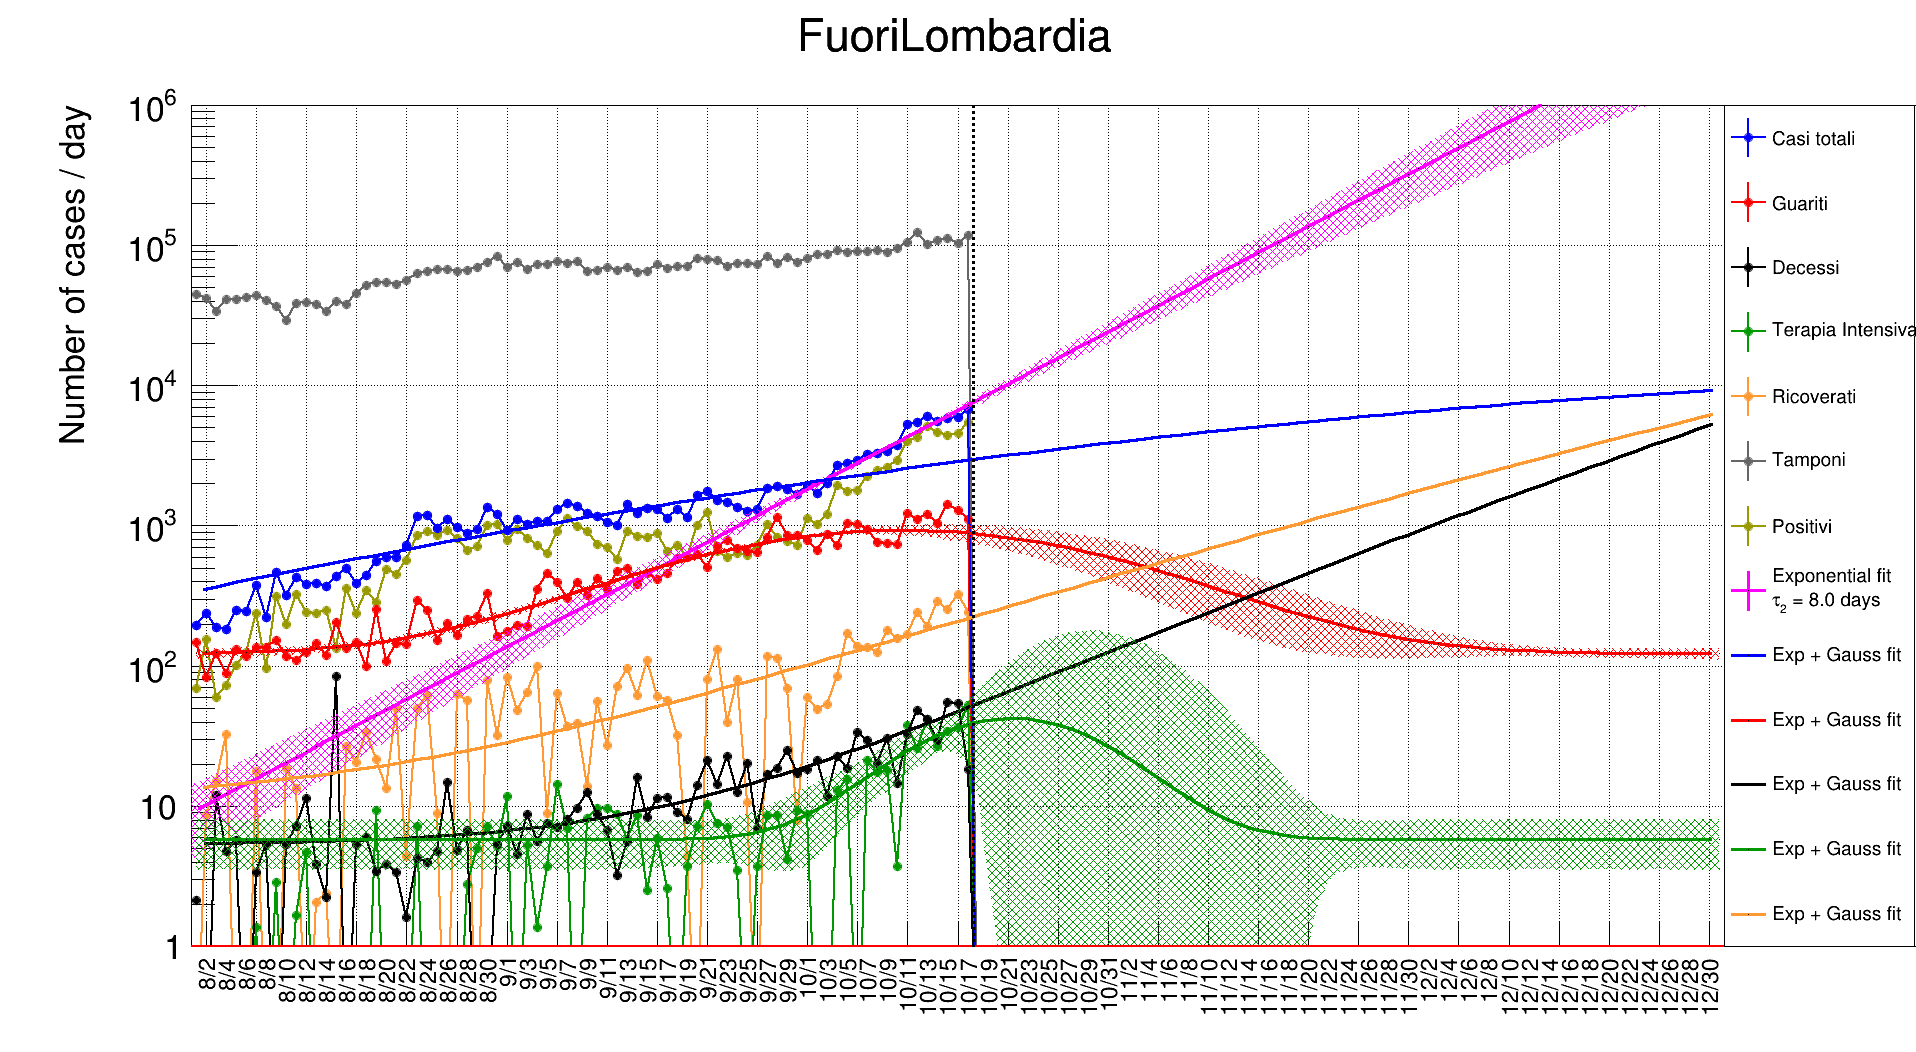 FuoriLombardia
Number of cases / day
10^6
10^5
10^4
10^3
10^2
10
1
8/2 8/4 8/6 8/8 8/10 8/12 8/14 8/16 8/18 8/20 8/22 8/24 8/26 8/28 8/30 9/1 9/3 9/5 9/7 9/9 9/11 9/13 9/15 9/17 9/19 9/21 9/23 9/25 9/27 9/29 10/1 10/3 10/5 10/7 10/9 10/11 10/13 10/15 10/17 10/19 10/21 10/23 10/25 10/27 10/29 10/31 11/2 11/4 11/6 11/8 11/10 11/12 11/14 11/16 11/18 11/20 11/22 11/24 11/26 11/28 11/30 12/2 12/4 12/6 12/8 12/10 12/12 12/14 12/16 12/18 12/20 12/22 12/24 12/26 12/28 12/30
Casi totali
Guariti
Decessi
Terapia Intensiva
Ricoverati
Tamponi
Positivi
Exponential fit
τ₂ = 8.0 days
Exp + Gauss fit
Exp + Gauss fit
Exp + Gauss fit
Exp + Gauss fit
Exp + Gauss fit